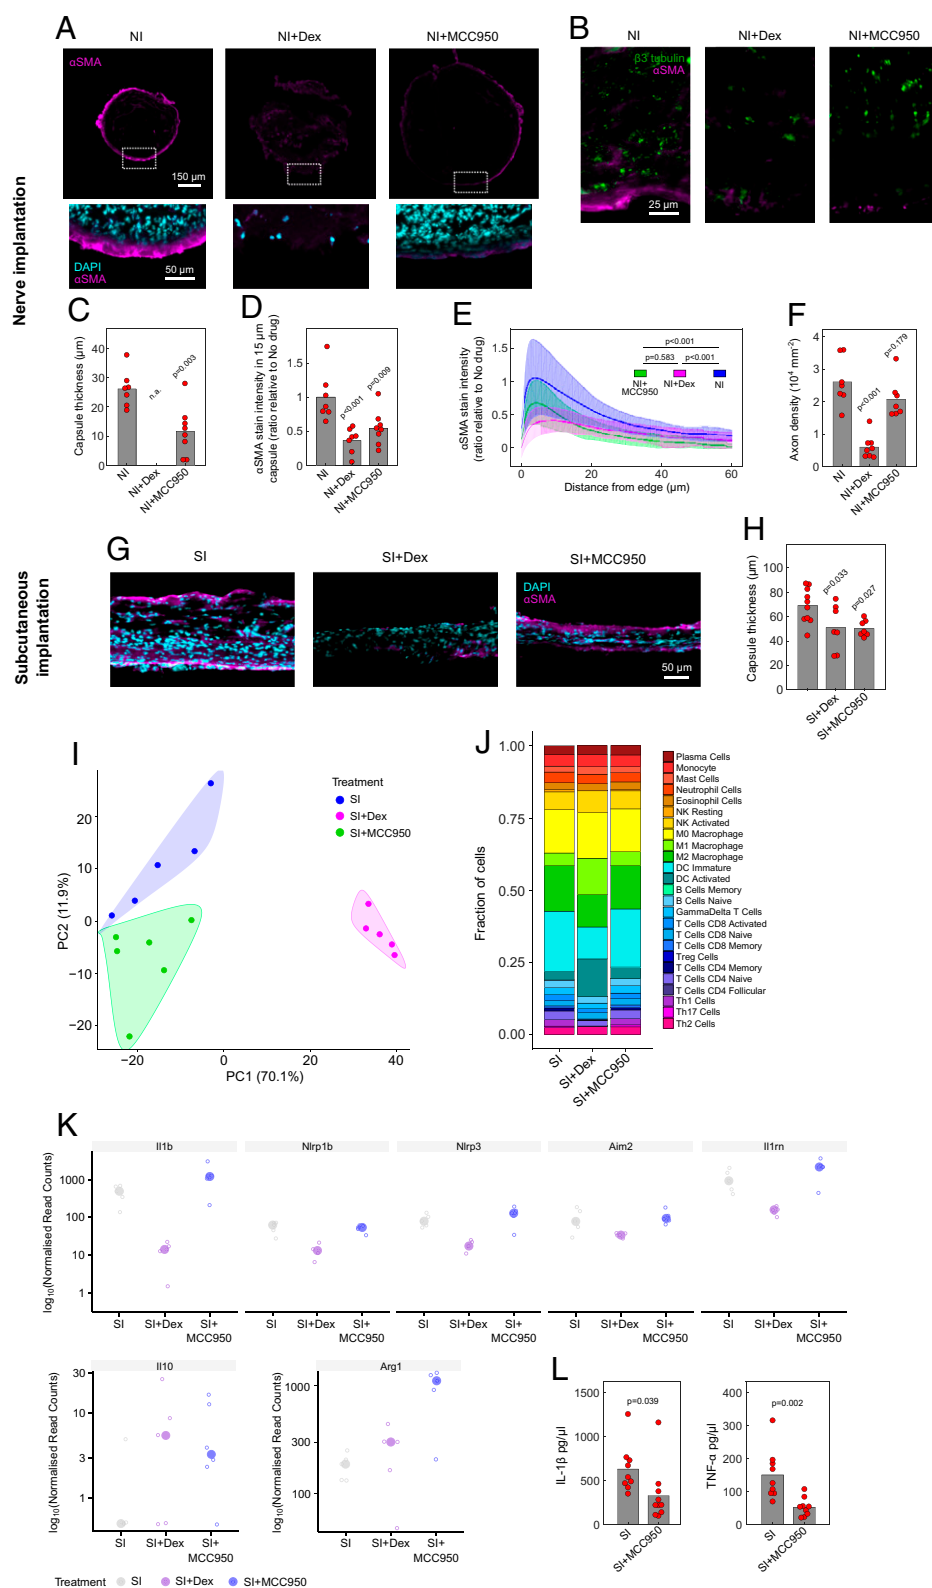 A
NI
NI+Dex
NI+MCC950
αSMA
150 µm
DAPI
αSMA
50 µm
B
NI
NI+Dex
NI+MCC950
β3 tubulin
αSMA
25 µm
Nerve implantation
C
Capsule thickness (µm)
40
30
20
10
0
n.a.
p=0.003
NI
NI+Dex
NI+MCC950
D
αSMA stain intensity in 15 µm
capsule (ratio relative to No drug)
2
1.5
1
0.5
0
p<0.001
p=0.009
NI
NI+Dex
NI+MCC950
E
αSMA stain intensity
(ratio relative to No drug)
1.5
1
0.5
0
0
20
40
60
Distance from edge (µm)
p<0.001
p=0.583
p<0.001
NI+
MCC950
NI+Dex
NI
F
Axon density (10⁴ mm⁻²)
4
3
2
1
0
p<0.001
p=0.179
NI
NI+Dex
NI+MCC950
Subcutaneous
implantation
G
SI
SI+Dex
SI+MCC950
DAPI
αSMA
50 µm
H
Capsule thickness (µm)
100
80
60
40
20
0
p=0.033
p=0.027
SI+Dex
SI+MCC950
I
Treatment
SI
SI+Dex
SI+MCC950
PC2 (11.9%)
20
10
0
−10
−20
−20
0
20
40
PC1 (70.1%)
J
Fraction of cells
1.00
0.75
0.50
0.25
0.00
SI
SI+Dex
SI+MCC950
Plasma Cells
Monocyte
Mast Cells
Neutrophil Cells
Eosinophil Cells
NK Resting
NK Activated
M0 Macrophage
M1 Macrophage
M2 Macrophage
DC Immature
DC Activated
B Cells Memory
B Cells Naive
GammaDelta T Cells
T Cells CD8 Activated
T Cells CD8 Naive
T Cells CD8 Memory
Treg Cells
T Cells CD4 Memory
T Cells CD4 Naive
T Cells CD4 Follicular
Th1 Cells
Th17 Cells
Th2 Cells
K
Il1b
Nlrp1b
Nlrp3
Aim2
Il1rn
log₁₀(Normalised Read Counts)
1000
100
10
1
SI
SI+Dex
SI+
MCC950
SI
SI+Dex
SI+
MCC950
SI
SI+Dex
SI+
MCC950
SI
SI+Dex
SI+
MCC950
SI
SI+Dex
SI+
MCC950
Il10
log₁₀(Normalised Read Counts)
30
10
3
1
SI
SI+Dex
SI+
MCC950
Arg1
log₁₀(Normalised Read Counts)
1000
300
100
SI
SI+Dex
SI+
MCC950
Treatment
SI
SI+Dex
SI+MCC950
L
IL-1β pg/µl
1500
1000
500
0
p=0.039
SI
SI+MCC950
TNF-α pg/µl
400
300
200
100
0
p=0.002
SI
SI+MCC950